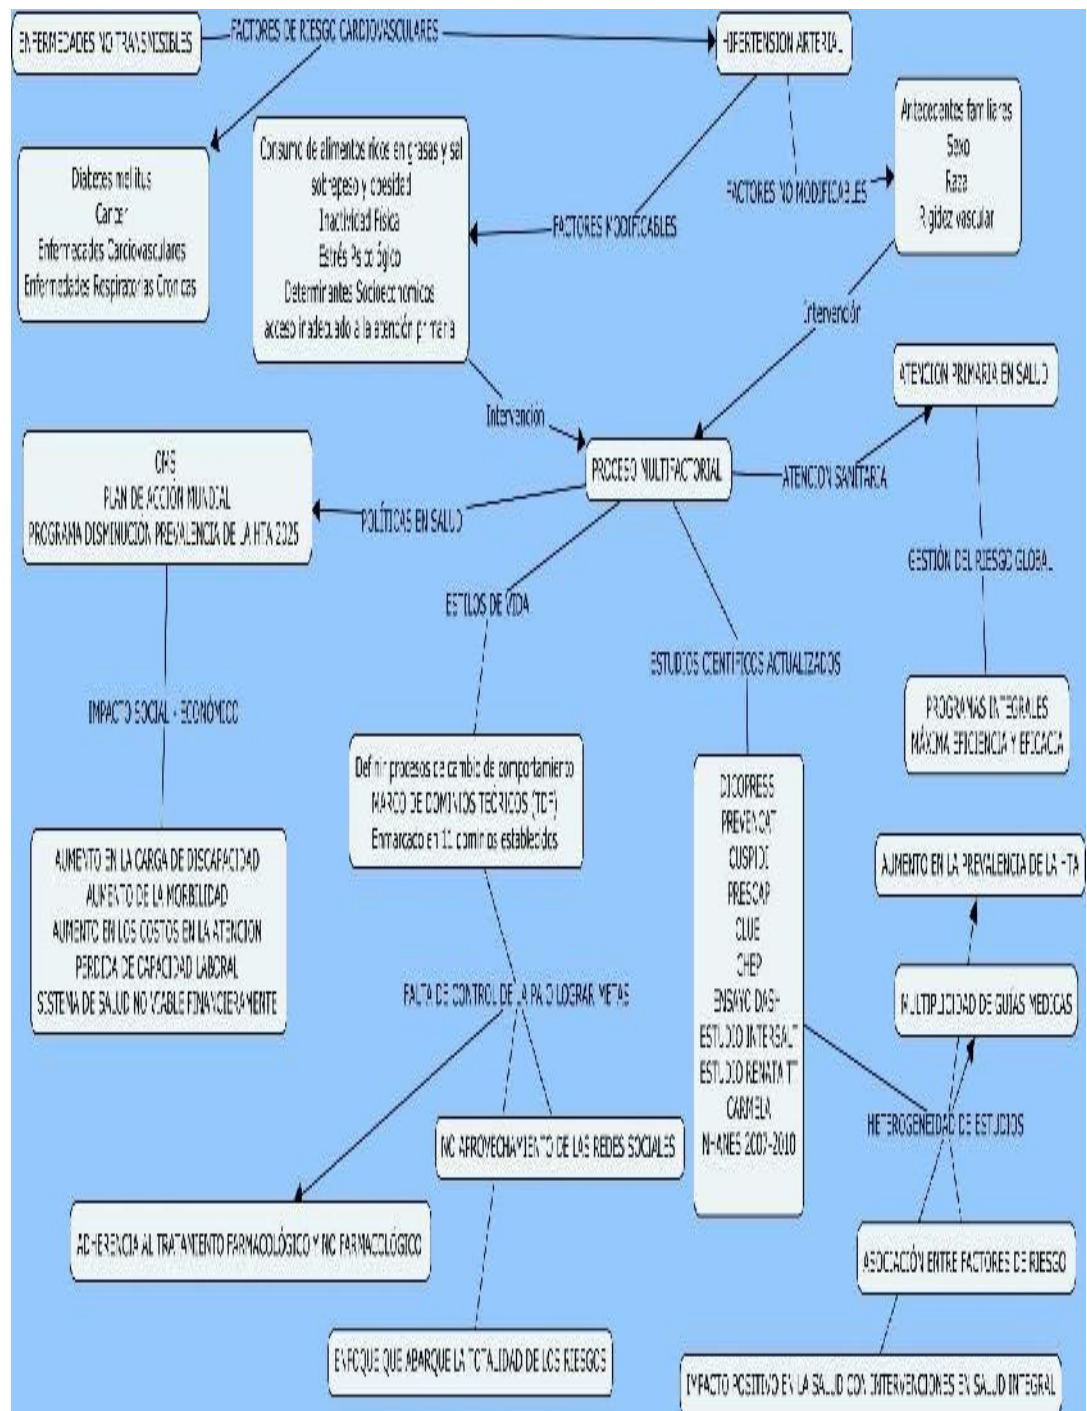 ENFERMEDADES NO TRANSMISIBLES
FACTORES DE RIESGO CARDIOVASCULARES
HIPERTENSION ARTERIAL
Antecedentes familiares
Sexo
Raza
Rigidez vascular
Diabetes mellitus
Cancer
Enfermedades Cardiovasculares
Enfermedades Respiratorias Cronicas
Consumo de alimentos ricos en grasas y sal
sobrepeso y obesidad
Inactividad Fisica
Estrés Psicológico
Determinantes Socioeconomicos
acceso inadecuado a la atención primaria
FACTORES MODIFICABLES
FACTORES NO MODIFICABLES
Intervención
Intervención
ATENCION PRIMARIA EN SALUD
PROCESO MULTIFACTORIAL
ATENCION SANITARIA
OMS
PLAN DE ACCIÓN MUNDIAL
PROGRAMA DISMINUCIÓN PREVALENCIA DE LA HTA 2025
POLÍTICAS EN SALUD
GESTIÓN DEL RIESGO GLOBAL
ESTILOS DE VIDA
ESTUDIOS CIENTIFICOS ACTUALIZADOS
IMPACTO SOCIAL - ECONÓMICO
PROGRAMAS INTEGRALES
MÁXIMA EFICIENCIA Y EFICACIA
Definir procesos de cambio de comportamiento
MARCO DE DOMINIOS TEÓRICOS (TDF)
Enmarcado en 11 dominios establecidos
DICOPRESS
PREVENCAT
CUSPIDE
PRESCAP
CLUE
CHEP
ENSAYO DASH
ESTUDIO INTERSALT
ESTUDIO RENATA
CARMELA
NHANES 2007-2010
AUMENTO EN LA CARGA DE DISCAPACIDAD
AUMENTO DE LA MORBILIDAD
AUMENTO EN LOS COSTOS EN LA ATENCION
PERDIDA DE CAPACIDAD LABORAL
SISTEMA DE SALUD NO VIABLE FINANCIERAMENTE
AUMENTO EN LA PREVALENCIA DE LA HTA
MULTIPLICIDAD DE GUÍAS MEDICAS
HETEROGENEIDAD DE ESTUDIOS
FALTA DE CONTROL DE LA PA O LOGRAR METAS
NO APROVECHAMIENTO DE LAS REDES SOCIALES
ADHERENCIA AL TRATAMIENTO FARMACOLÓGICO Y NO FARMACOLÓGICO
ASOCIACIÓN ENTRE FACTORES DE RIESGO
ENFOQUE QUE ABARQUE LA TOTALIDAD DE LOS RIESGOS
IMPACTO POSITIVO EN LA SALUD CON INTERVENCIONES EN SALUD INTEGRAL